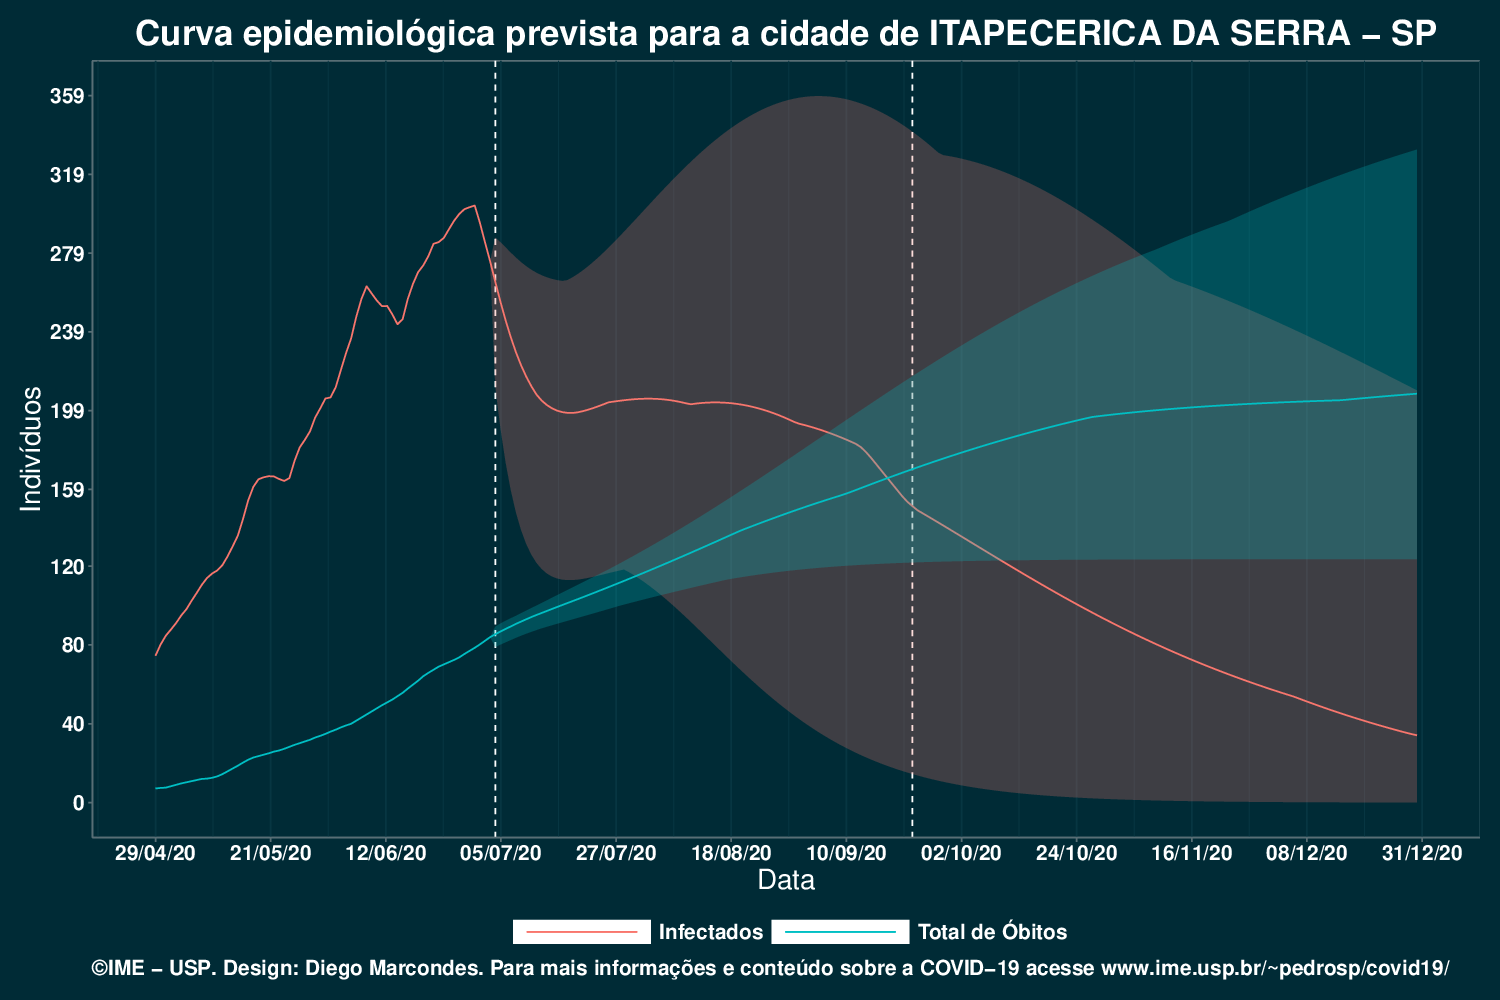 Curva epidemiológica prevista para a cidade de ITAPECERICA DA SERRA – SP
359
319
279
239
199
159
120
80
40
0
Indivíduos
29/04/20 21/05/20 12/06/20 05/07/20 27/07/20 18/08/20 10/09/20 02/10/20 24/10/20 16/11/20 08/12/20 31/12/20
Data
Infectados Total de Óbitos
©IME – USP. Design: Diego Marcondes. Para mais informações e conteúdo sobre a COVID–19 acesse www.ime.usp.br/~pedrosp/covid19/